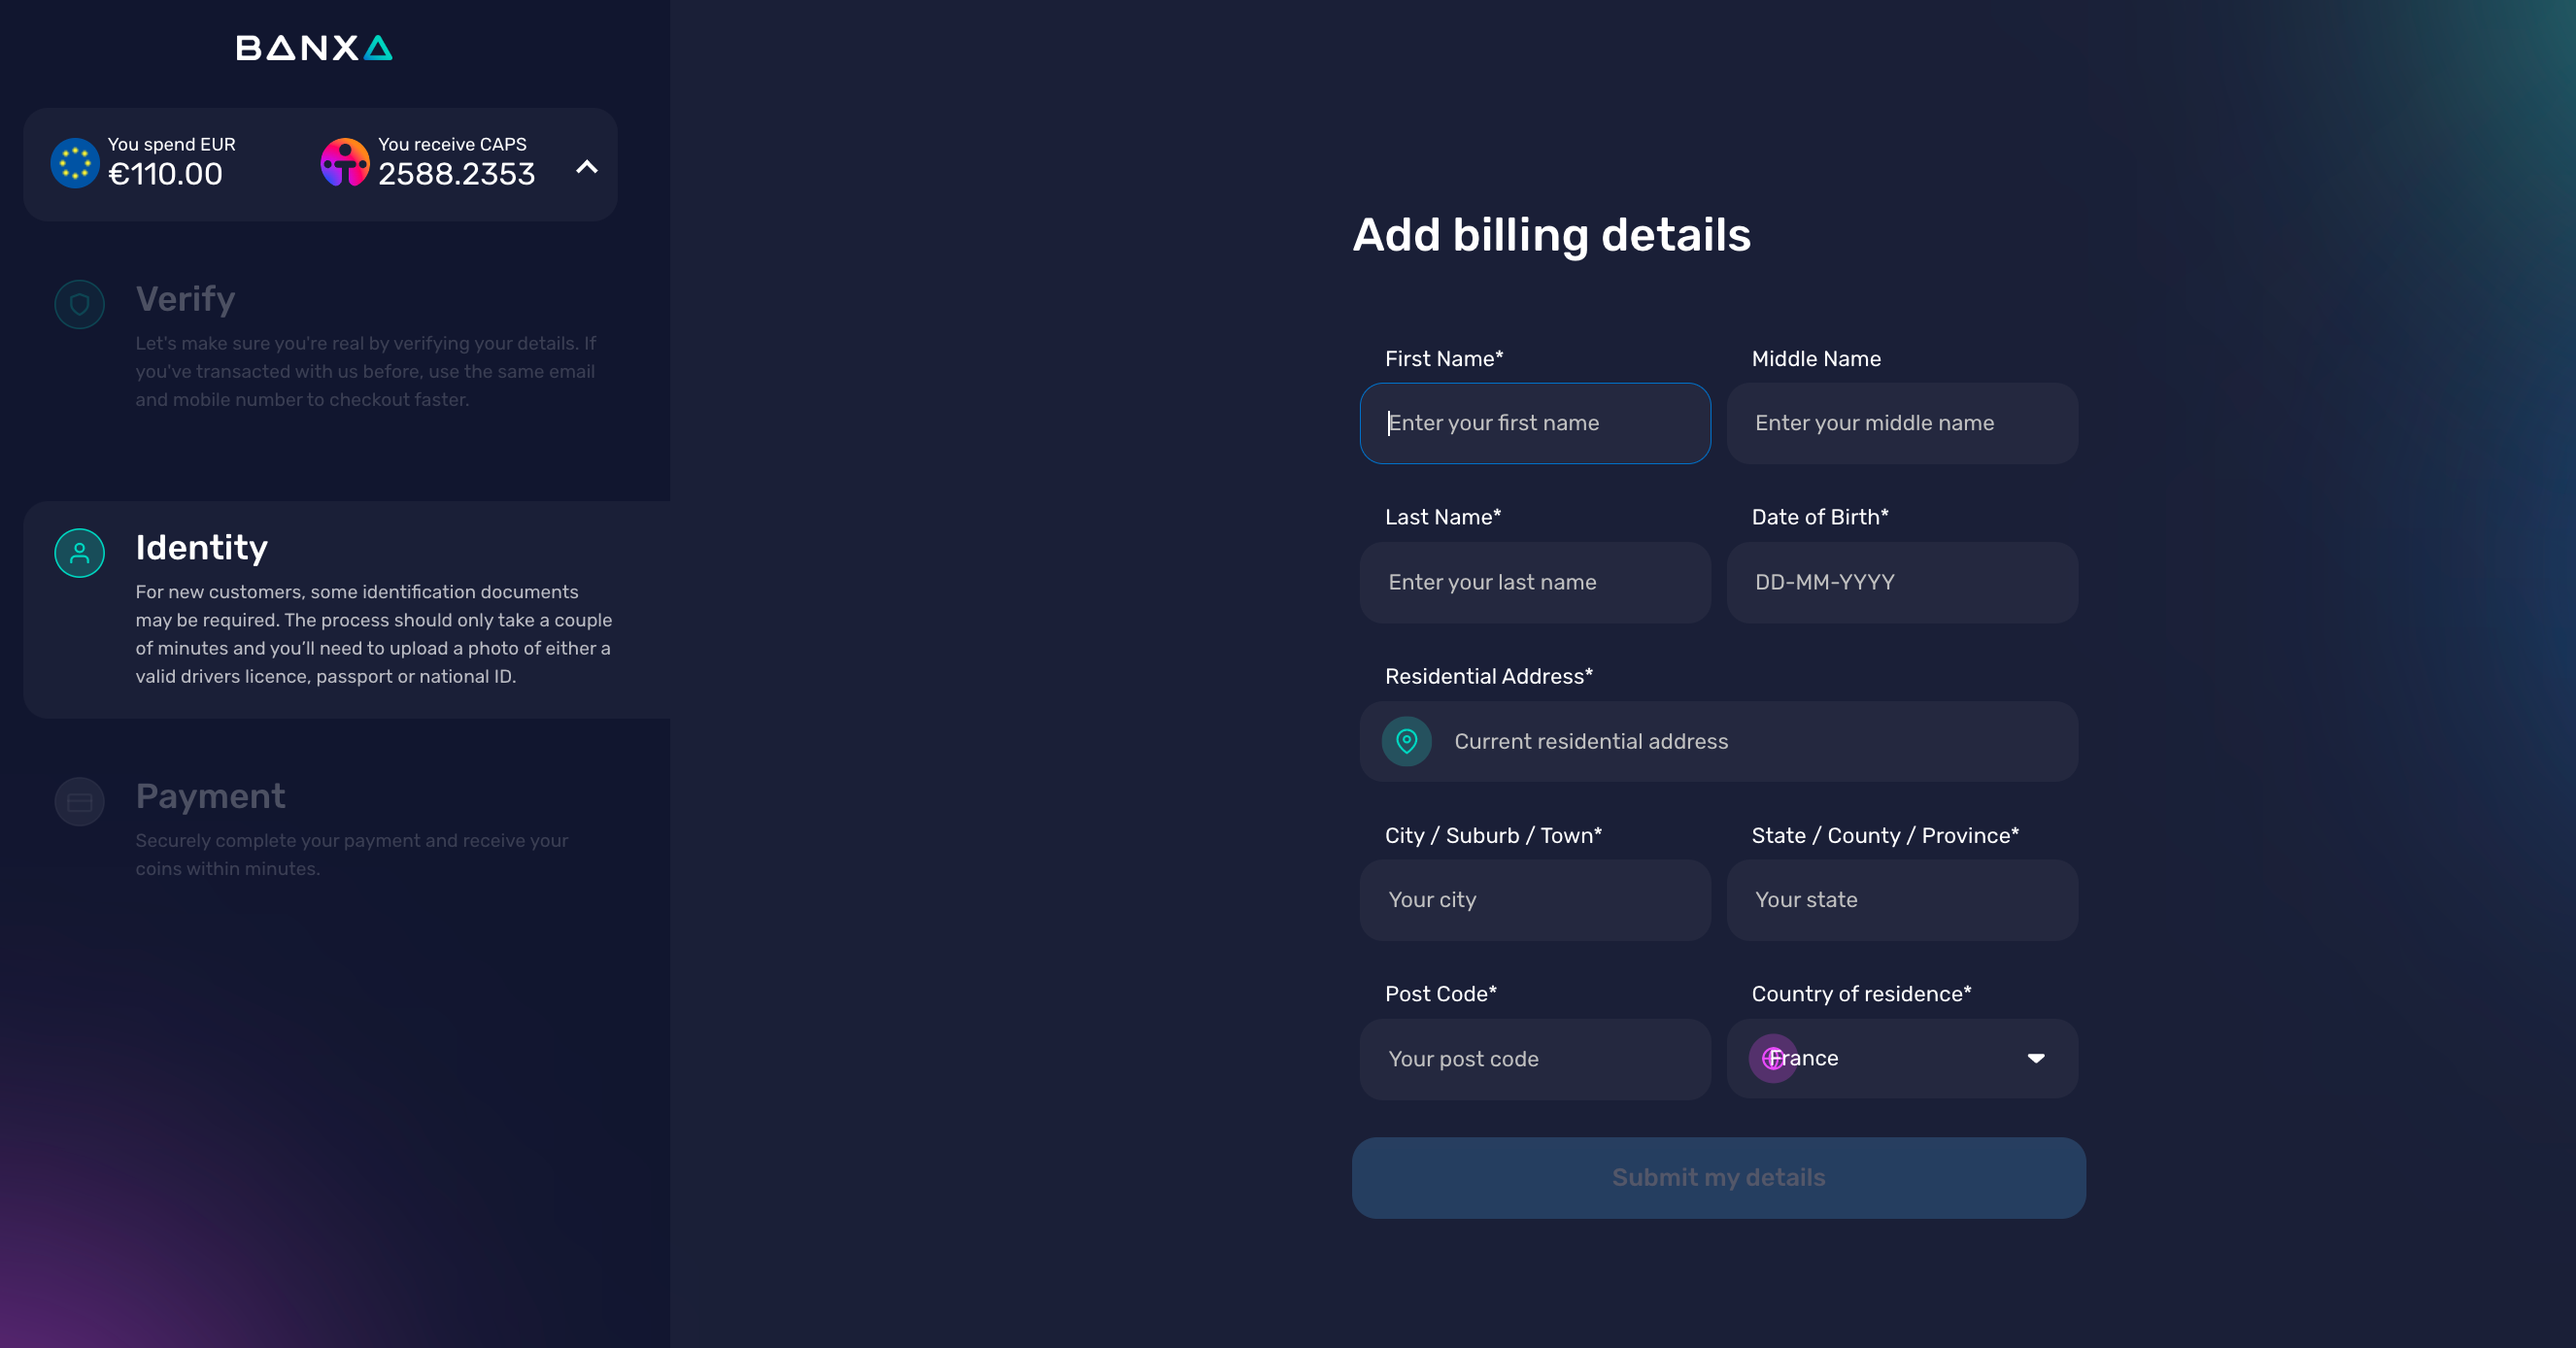 BANXA
You spend EUR
€110.00
You receive CAPS
2588.2353
Verify
Let's make sure you're real by verifying your details. If
you've transacted with us before, use the same email
and mobile number to checkout faster.
Identity
For new customers, some identification documents
may be required. The process should only take a couple
of minutes and you’ll need to upload a photo of either a
valid drivers licence, passport or national ID.
Payment
Securely complete your payment and receive your
coins within minutes.
Add billing details
First Name*
Middle Name
Enter your first name
Enter your middle name
Last Name*
Date of Birth*
Enter your last name
DD-MM-YYYY
Residential Address*
Current residential address
City / Suburb / Town*
State / County / Province*
Your city
Your state
Post Code*
Country of residence*
Your post code
France
Submit my details